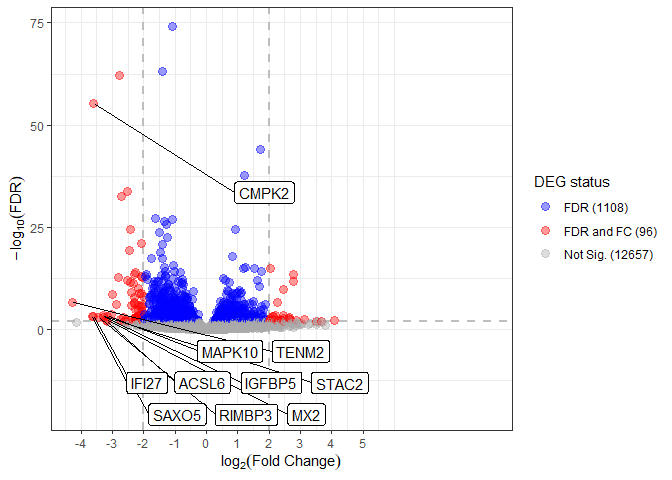 75
50
25
0
−log₁₀(FDR)
CMPK2
MAPK10
TENM2
IFI27
ACSL6
IGFBP5
STAC2
SAXO5
RIMBP3
MX2
-4 -3 -2 -1 0 1 2 3 4 5
log₂(Fold Change)
DEG status
FDR (1108)
FDR and FC (96)
Not Sig. (12657)